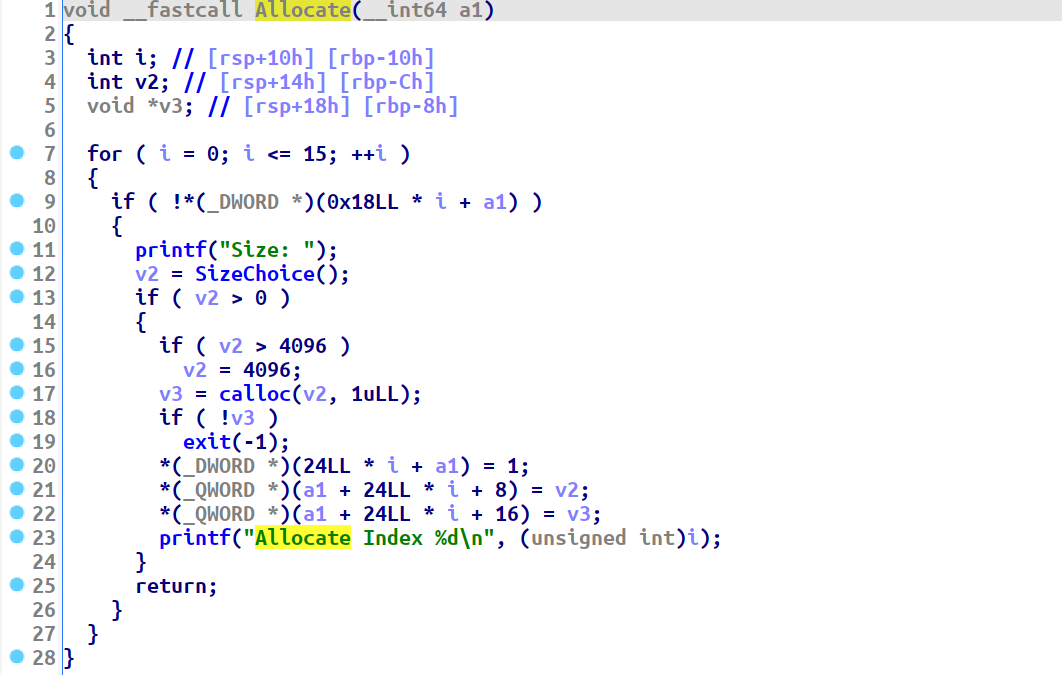 1 void __fastcall Allocate(__int64 a1)
2 {
3   int i; // [rsp+10h] [rbp-10h]
4   int v2; // [rsp+14h] [rbp-Ch]
5   void *v3; // [rsp+18h] [rbp-8h]
6
7   for ( i = 0; i <= 15; ++i )
8   {
9     if ( !*(_DWORD *)(0x18LL * i + a1) )
10     {
11       printf("Size: ");
12       v2 = SizeChoice();
13       if ( v2 > 0 )
14       {
15         if ( v2 > 4096 )
16           v2 = 4096;
17         v3 = calloc(v2, 1uLL);
18         if ( !v3 )
19           exit(-1);
20         *(_DWORD *)(24LL * i + a1) = 1;
21         *(_QWORD *)(a1 + 24LL * i + 8) = v2;
22         *(_QWORD *)(a1 + 24LL * i + 16) = v3;
23         printf("Allocate Index %d\n", (unsigned int)i);
24       }
25       return;
26     }
27   }
28 }